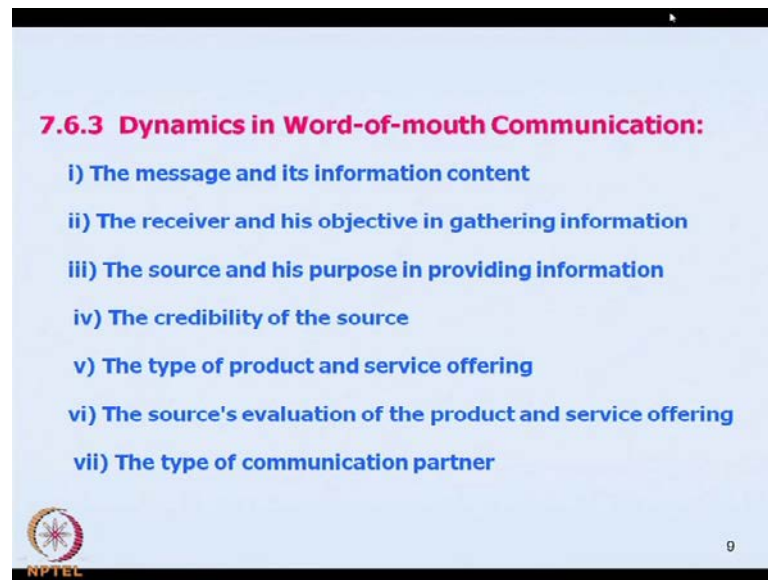 7.6.3 Dynamics in Word-of-mouth Communication:
i) The message and its information content
ii) The receiver and his objective in gathering information
iii) The source and his purpose in providing information
iv) The credibility of the source
v) The type of product and service offering
vi) The source's evaluation of the product and service offering
vii) The type of communication partner
9
NPTEL